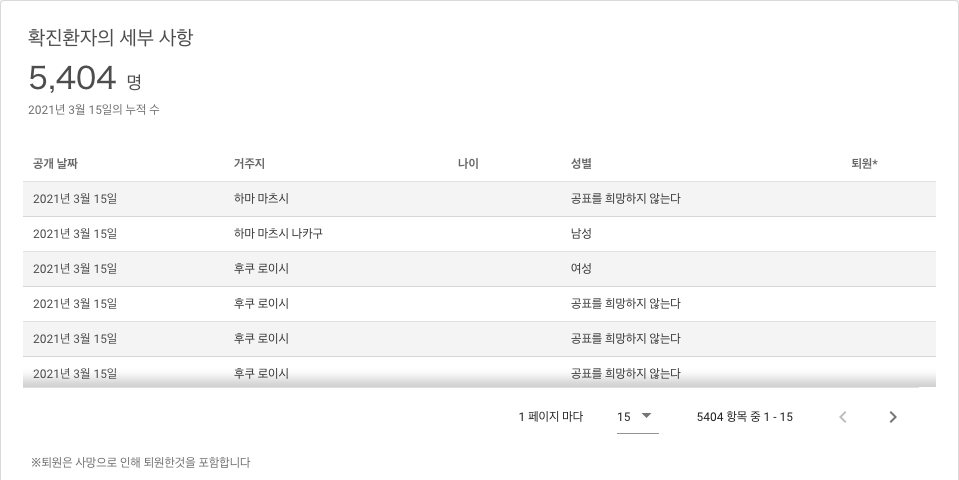 확진환자의 세부 사항
5,404 명
2021년 3월 15일의 누적 수
공개 날짜 거주지 나이 성별 퇴원*
2021년 3월 15일 하마 마츠시 공표를 희망하지 않는다
2021년 3월 15일 하마 마츠시 나카구 남성
2021년 3월 15일 후쿠 로이시 여성
2021년 3월 15일 후쿠 로이시 공표를 희망하지 않는다
2021년 3월 15일 후쿠 로이시 공표를 희망하지 않는다
2021년 3월 15일 후쿠 로이시 공표를 희망하지 않는다
1 페이지 마다 15 5404 항목 중 1 - 15
※퇴원은 사망으로 인해 퇴원한것을 포함합니다